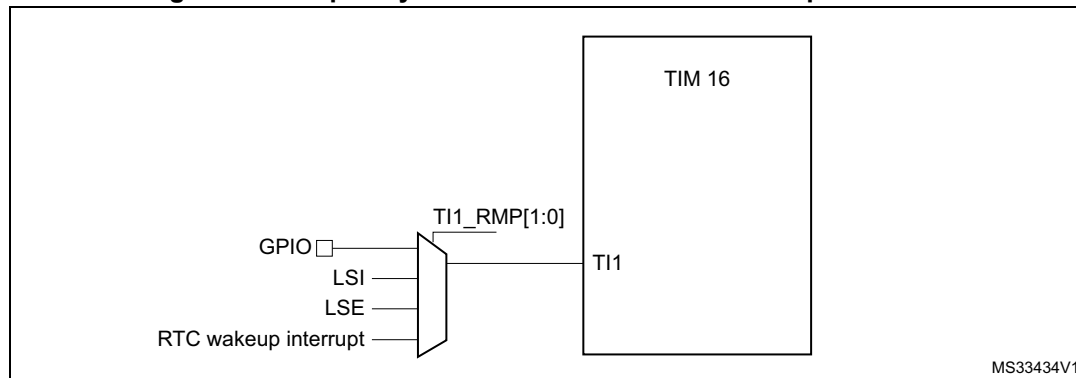 TIM 16
TI1_RMP[1:0]
GPIO
TI1
LSI
LSE
RTC wakeup interrupt
MS33434V1